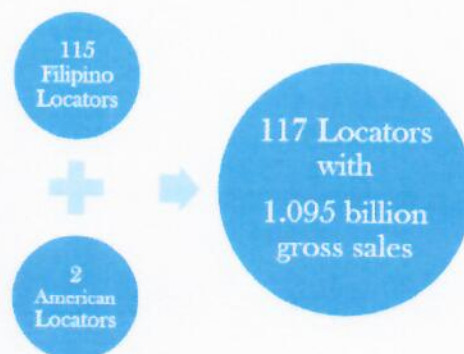 115
Filipino
Locators
2
American
Locators
117 Locators
with
1.095 billion
gross sales